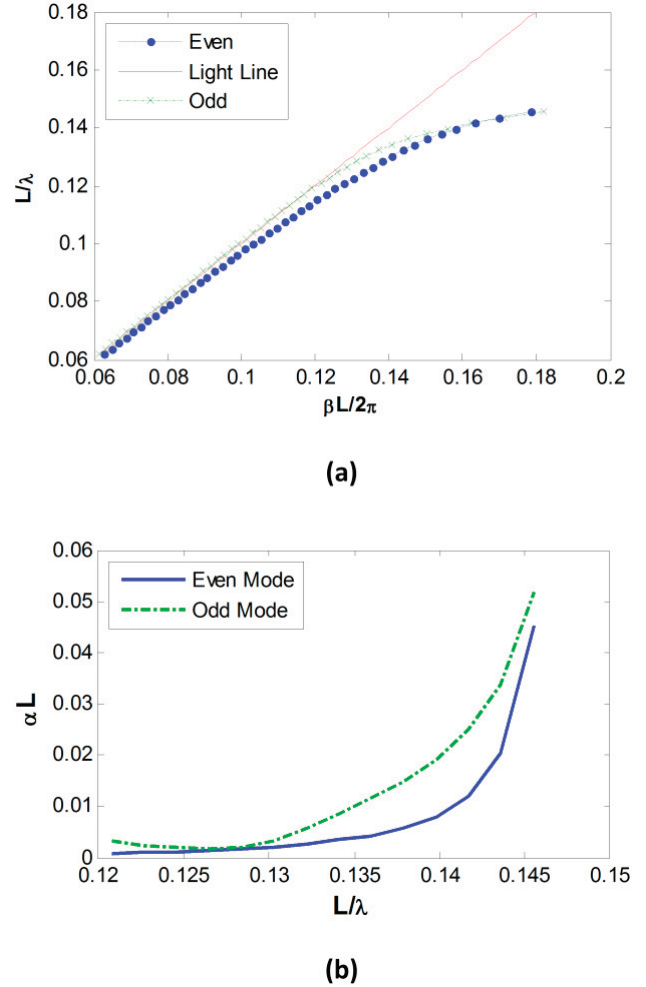 0.18
0.16
0.14
0.12
0.1
0.08
0.06
L/λ
Even
Light Line
Odd
0.06 0.08 0.1 0.12 0.14 0.16 0.18 0.2
βL/2π
(a)
0.06
0.05
0.04
0.03
0.02
0.01
0
α L
Even Mode
Odd Mode
0.12 0.125 0.13 0.135 0.14 0.145 0.15
L/λ
(b)